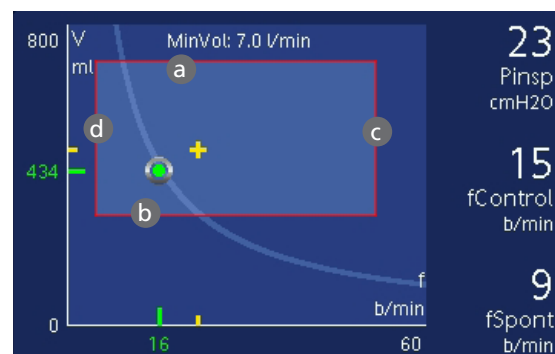 800 V MinVol: 7.0 l/min
ml
a
d
c
434
b
f
b/min
0
16 60
23
Pinsp
cmH2O
15
fControl
b/min
9
fSpont
b/min